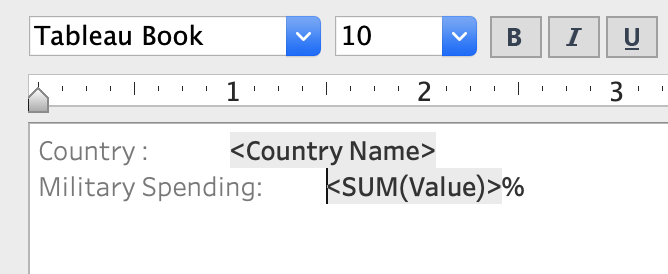 Tableau Book 10 B I U
1 2 3
Country : <Country Name>
Military Spending: <SUM(Value)>%